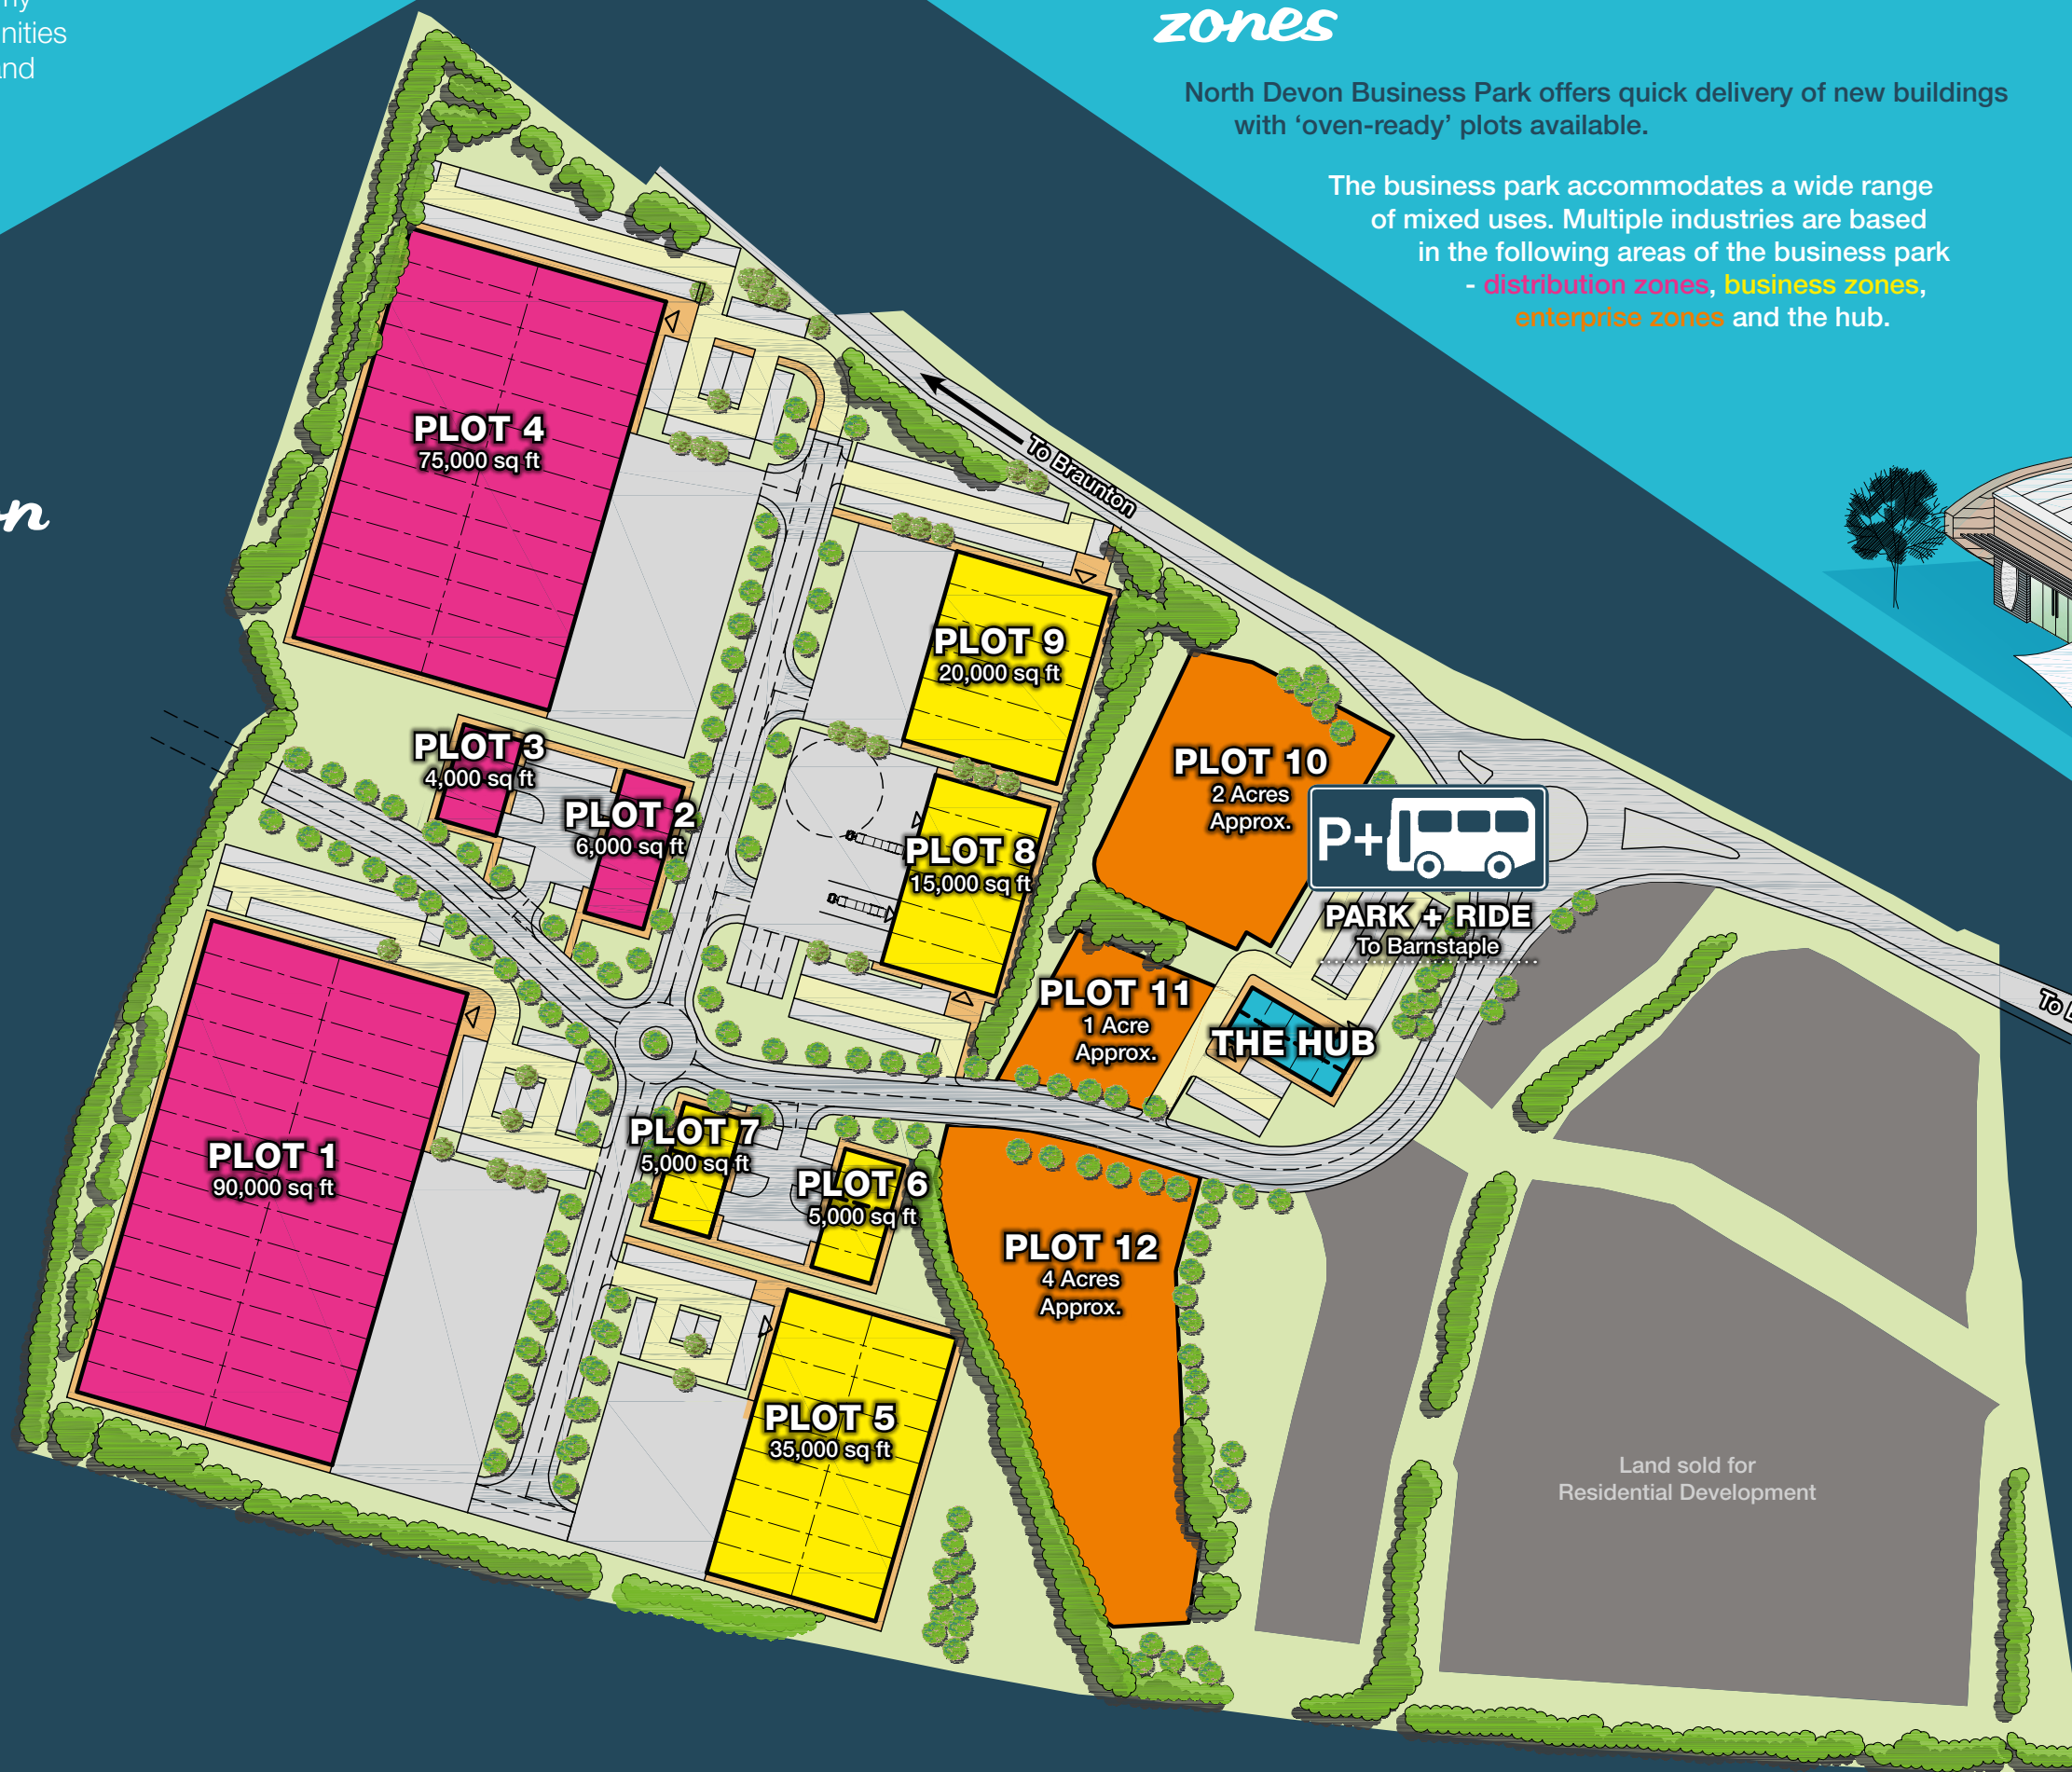 nities
and
on
zones
North Devon Business Park offers quick delivery of new buildings
with ‘oven-ready’ plots available.
The business park accommodates a wide range
of mixed uses. Multiple industries are based
in the following areas of the business park
- distribution zones, business zones,
enterprise zones and the hub.
PLOT 4
75,000 sq ft
To Braunton
PLOT 9
20,000 sq ft
PLOT 3
4,000 sq ft
PLOT 2
6,000 sq ft
PLOT 8
15,000 sq ft
PLOT 10
2 Acres
Approx.
P+
PARK + RIDE
To Barnstaple
PLOT 11
1 Acre
Approx.
THE HUB
To
PLOT 1
90,000 sq ft
PLOT 7
5,000 sq ft
PLOT 6
5,000 sq ft
PLOT 12
4 Acres
Approx.
PLOT 5
35,000 sq ft
Land sold for
Residential Development